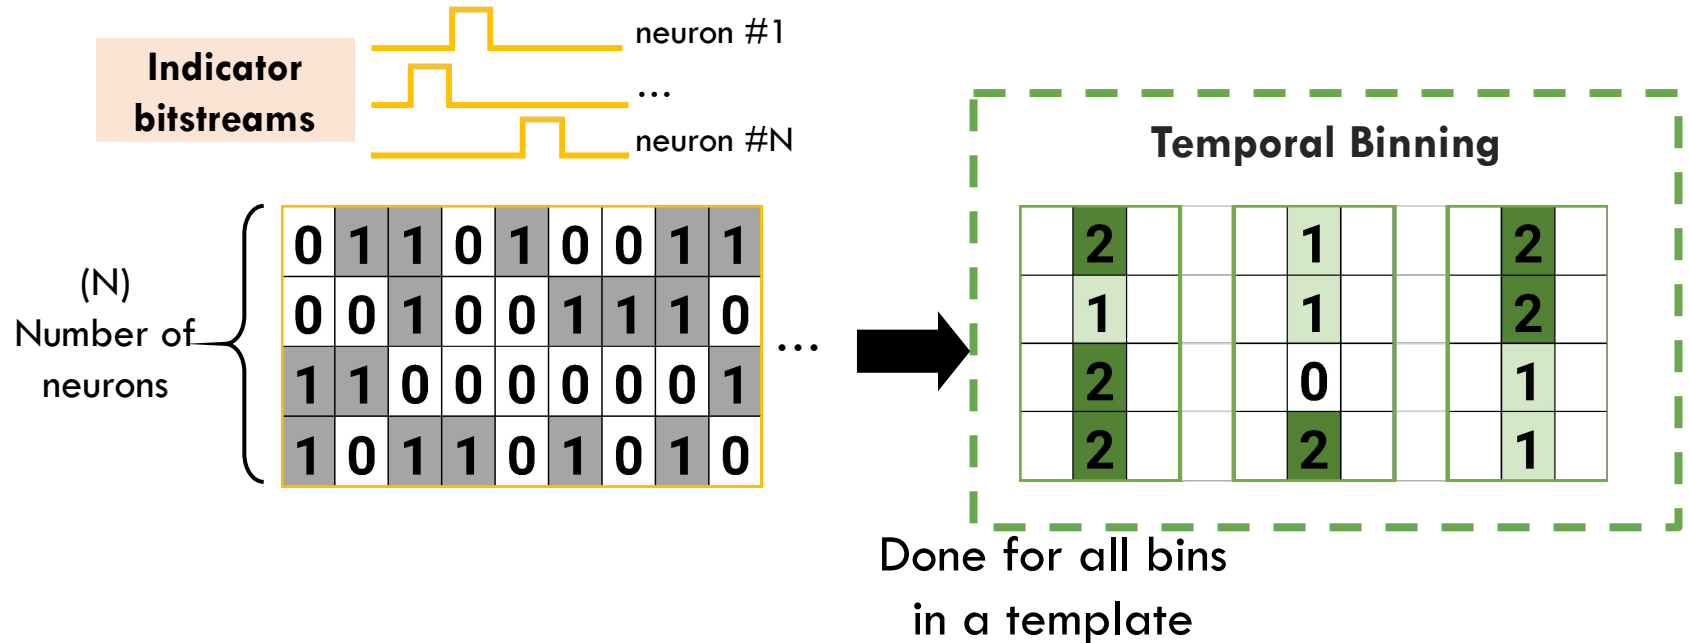 Indicator
bitstreams
neuron #1
...
neuron #N
(N)
Number of
neurons
0 1 1 0 1 0 0 1 1
0 0 1 0 0 1 1 1 0
1 1 0 0 0 0 0 0 1
1 0 1 1 0 1 0 1 0
...
Temporal Binning
2 1 2
1 1 2
2 0 1
2 2 1
Done for all bins
in a template